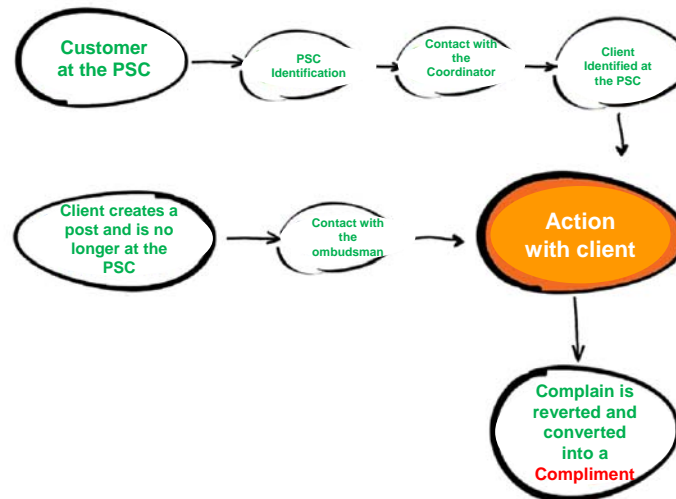 Customer
at the PSC
PSC
Identification
Contact with
the
Coordinator
Client
Identified at
the PSC
Client creates a
post and is no
longer at the
PSC
Contact with
the
ombudsman
Action
with client
Complain is
reverted and
converted
into a
Compliment